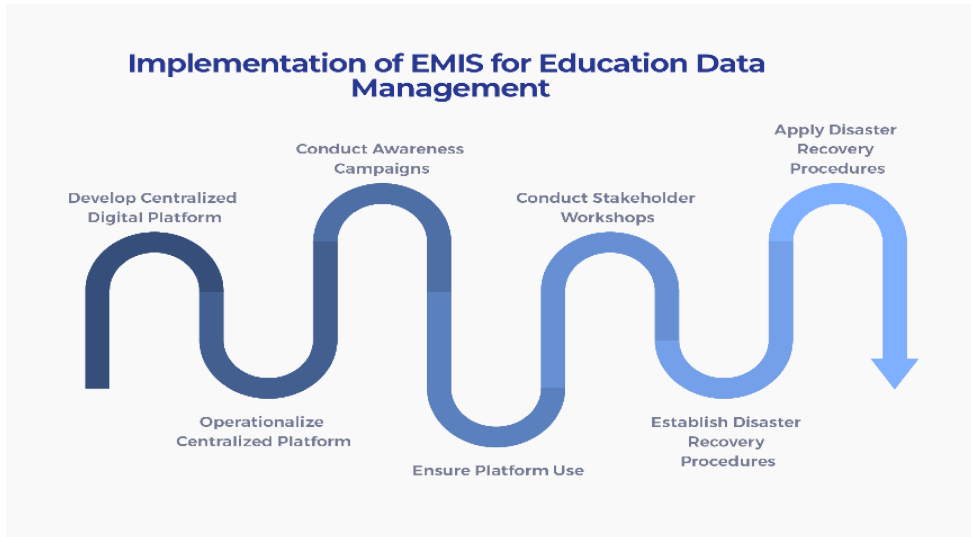 Implementation of EMIS for Education Data
Management
Develop Centralized
Digital Platform
Operationalize
Centralized Platform
Conduct Awareness
Campaigns
Ensure Platform Use
Conduct Stakeholder
Workshops
Establish Disaster
Recovery
Procedures
Apply Disaster
Recovery
Procedures